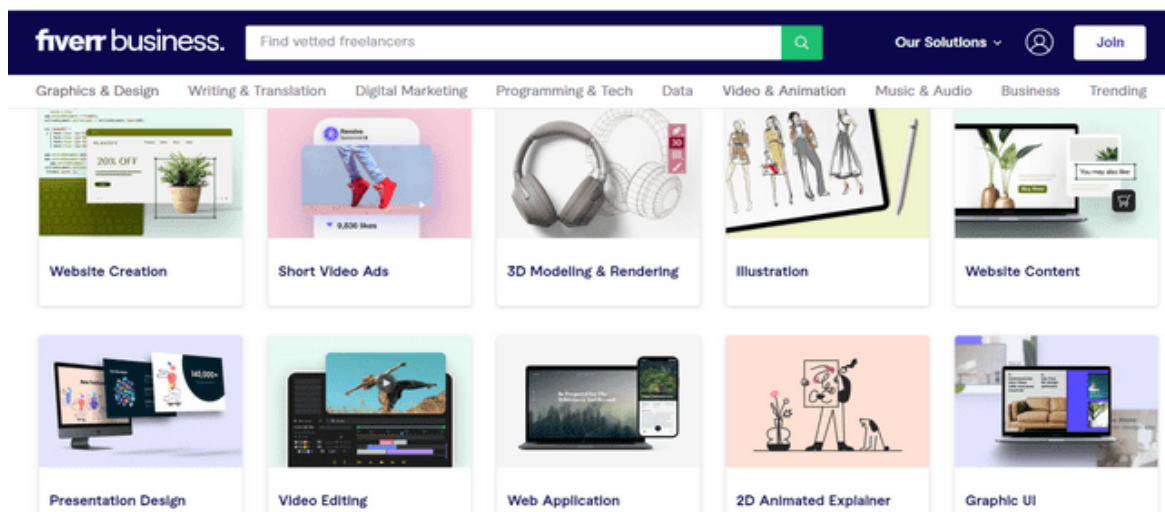 fiverr business.
Find vetted freelancers
Our Solutions
Join
Graphics & Design Writing & Translation Digital Marketing Programming & Tech Data Video & Animation Music & Audio Business Trending
20% OFF
Revolve
3D
You may also like
Buy Now
9,836 likes
Website Creation Short Video Ads 3D Modeling & Rendering Illustration Website Content
140,000+
Presentation Design Video Editing Web Application 2D Animated Explainer Graphic UI